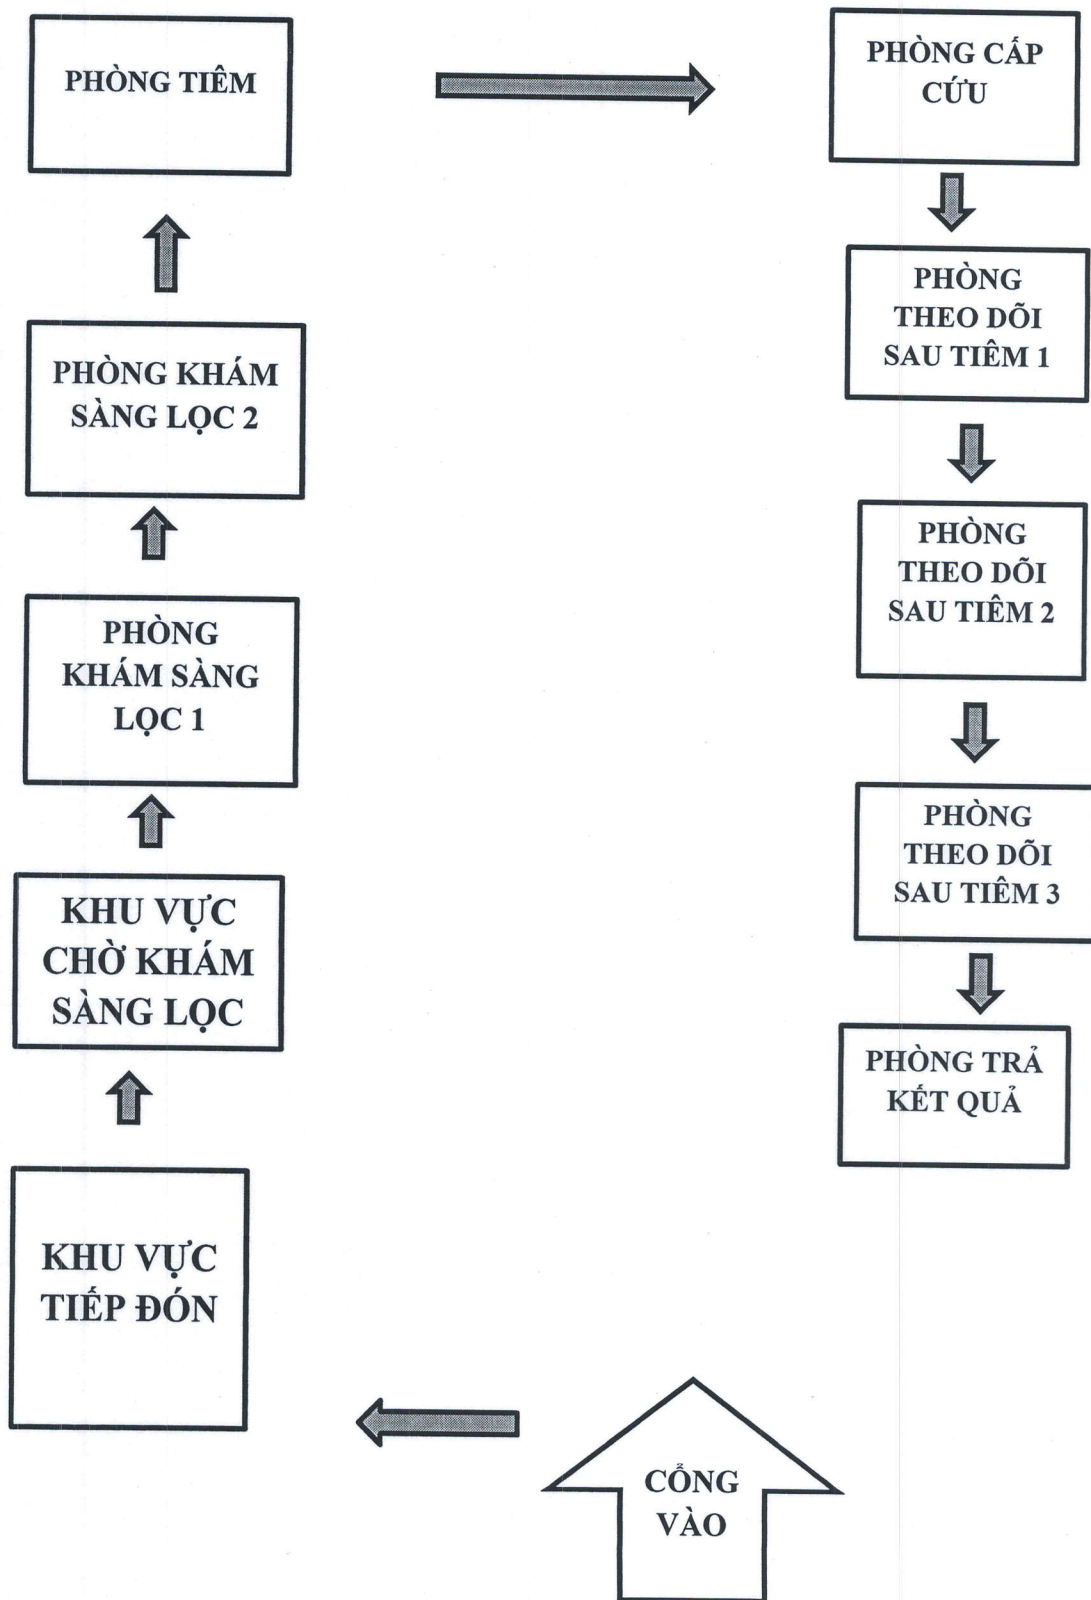 PHÒNG TIÊM
PHÒNG CẤP
CỨU
PHÒNG
THEO DÕI
SAU TIÊM 1
PHÒNG KHÁM
SÀNG LỌC 2
PHÒNG
THEO DÕI
SAU TIÊM 2
PHÒNG
KHÁM SÀNG
LỌC 1
PHÒNG
THEO DÕI
SAU TIÊM 3
KHU VỰC
CHỜ KHÁM
SÀNG LỌC
PHÒNG TRẢ
KẾT QUẢ
KHU VỰC
TIẾP ĐÓN
CỔNG
VÀO